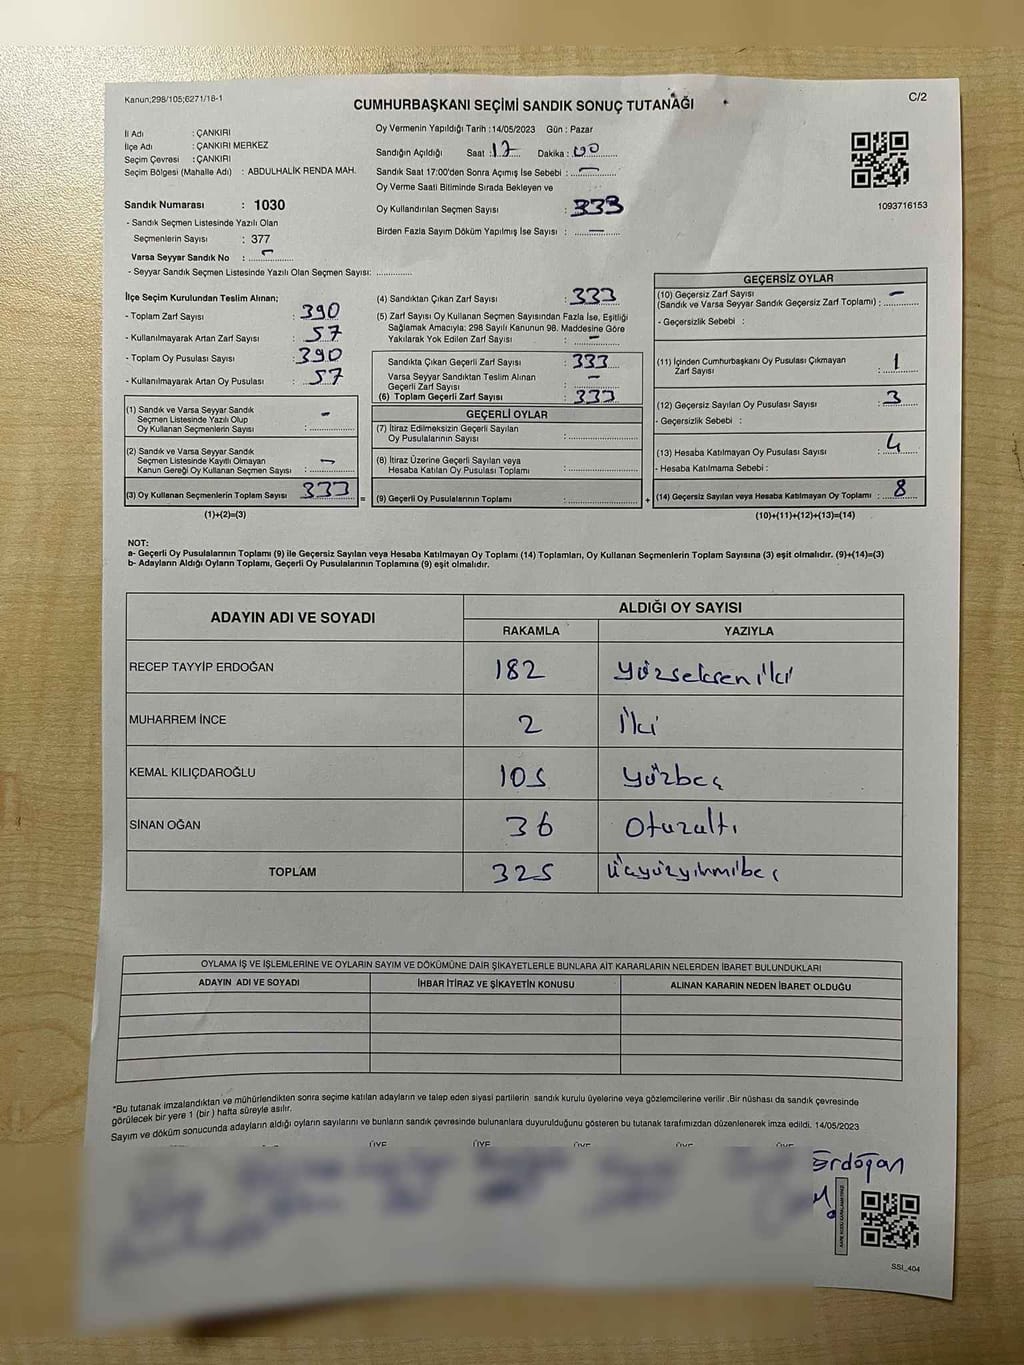 Kanun;298/105;6271/16-1
CUMHURBAŞKANI SEÇİMİ SANDIK SONUÇ TUTANAĞI
C/2
İl Adı : ÇANKIRI
İlçe Adı : ÇANKIRI MERKEZ
Seçim Çevresi : ÇANKIRI
Seçim Bölgesi (Mahalle Adı) : ABDULHALİK RENDA MAH.
Sandık Numarası : 1030
- Sandık Seçmen Listesinde Yazılı Olan
Seçmenlerin Sayısı : 377
Varsa Seyyar Sandık No : -
- Seyyar Sandık Seçmen Listesinde Yazılı Olan Seçmen Sayısı: ............
Oy Vermenin Yapıldığı Tarih :14/05/2023 Gün : Pazar
Sandığın Açıldığı Saat : 17 Dakika : 00
Sandık Saat 17:00'den Sonra Açımış İse Sebebi : -
Oy Verme Saati Bitiminde Sırada Bekleyen ve
Oy Kullandırılan Seçmen Sayısı : 333
Birden Fazla Sayım Döküm Yapılmış İse Sayısı : -
1093716153
İlçe Seçim Kurulundan Teslim Alınan;
- Toplam Zarf Sayısı : 390
- Kullanılmayarak Artan Zarf Sayısı : 57
- Toplam Oy Pusulası Sayısı : 390
- Kullanılmayarak Artan Oy Pusulası : 57
(1) Sandık ve Varsa Seyyar Sandık
Seçmen Listesinde Yazılı Olup
Oy Kullanan Seçmenlerin Sayısı : -
(2) Sandık ve Varsa Seyyar Sandık
Seçmen Listesinde Kayıtlı Olmayan
Kanun Gereği Oy Kullanan Seçmen Sayısı : -
(3) Oy Kullanan Seçmenlerin Toplam Sayısı : 333 =
(1)+(2)=(3)
(4) Sandıktan Çıkan Zarf Sayısı : 333
(5) Zarf Sayısı Oy Kullanan Seçmen Sayısından Fazla İse, Eşitliği
Sağlamak Amacıyla; 298 Sayılı Kanunun 98. Maddesine Göre
Yakılarak Yok Edilen Zarf Sayısı : -
Sandıkta Çıkan Geçerli Zarf Sayısı : 333
Varsa Seyyar Sandıktan Teslim Alınan
Geçerli Zarf Sayısı : -
(6) Toplam Geçerli Zarf Sayısı : 333
GEÇERLİ OYLAR
(7) İtiraz Edilmeksizin Geçerli Sayılan
Oy Pusulalarının Sayısı :
(8) İtiraz Üzerine Geçerli Sayılan veya
Hesaba Katılan Oy Pusulası Toplamı :
(9) Geçerli Oy Pusulalarının Toplamı : +
GEÇERSİZ OYLAR
(10) Geçersiz Zarf Sayısı
(Sandık ve Varsa Seyyar Sandık Geçersiz Zarf Toplamı) : -
- Geçersizlik Sebebi :
(11) İçinden Cumhurbaşkanı Oy Pusulası Çıkmayan
Zarf Sayısı : 1
(12) Geçersiz Sayılan Oy Pusulası Sayısı : 3
- Geçersizlik Sebebi :
(13) Hesaba Katılmayan Oy Pusulası Sayısı : 4
- Hesaba Katılmama Sebebi :
(14) Geçersiz Sayılan veya Hesaba Katılmayan Oy Toplamı : 8
(10)+(11)+(12)+(13)=(14)
NOT:
a- Geçerli Oy Pusulalarının Toplamı (9) ile Geçersiz Sayılan veya Hesaba Katılmayan Oy Toplamı (14) Toplamları, Oy Kullanan Seçmenlerin Toplam Sayısına (3) eşit olmalıdır. (9)+(14)=(3)
b- Adayların Aldığı Oyların Toplamı, Geçerli Oy Pusulalarının Toplamına (9) eşit olmalıdır.
ADAYIN ADI VE SOYADI
ALDIĞI OY SAYISI
RAKAMLA YAZIYLA
RECEP TAYYİP ERDOĞAN 182 Yüzseksen iki
MUHARREM İNCE 2 İki
KEMAL KILIÇDAROĞLU 105 Yüzbeş
SİNAN OĞAN 36 Otuzaltı
TOPLAM 325 Üçyüzyirmibeş
OYLAMA İŞ VE İŞLEMLERİNE VE OYLARIN SAYIM VE DÖKÜMÜNE DAİR ŞİKAYETLERLE BUNLARA AİT KARARLARIN NELERDEN İBARET BULUNDUKLARI
ADAYIN ADI VE SOYADI İHBAR İTİRAZ VE ŞİKAYETİN KONUSU ALINAN KARARIN NEDEN İBARET OLDUĞU
*Bu tutanak imzalandıktan ve mühürlendikten sonra seçime katılan adayların ve talep eden siyasi partilerin sandık kurulu üyelerine veya gözlemcilerine verilir .Bir nüshası da sandık çevresinde
görülecek bir yere 1 (bir ) hafta süreyle asılır.
Sayım ve döküm sonucunda adayların aldığı oyların sayılarını ve bunların sandık çevresinde bulunanlara duyurulduğunu gösteren bu tutanak tarafımızdan düzenlenerek imza edildi. 14/05/2023
ÜYE ÜYE ÜYE ÜYE ÜYE
Erdoğan
SSI_404